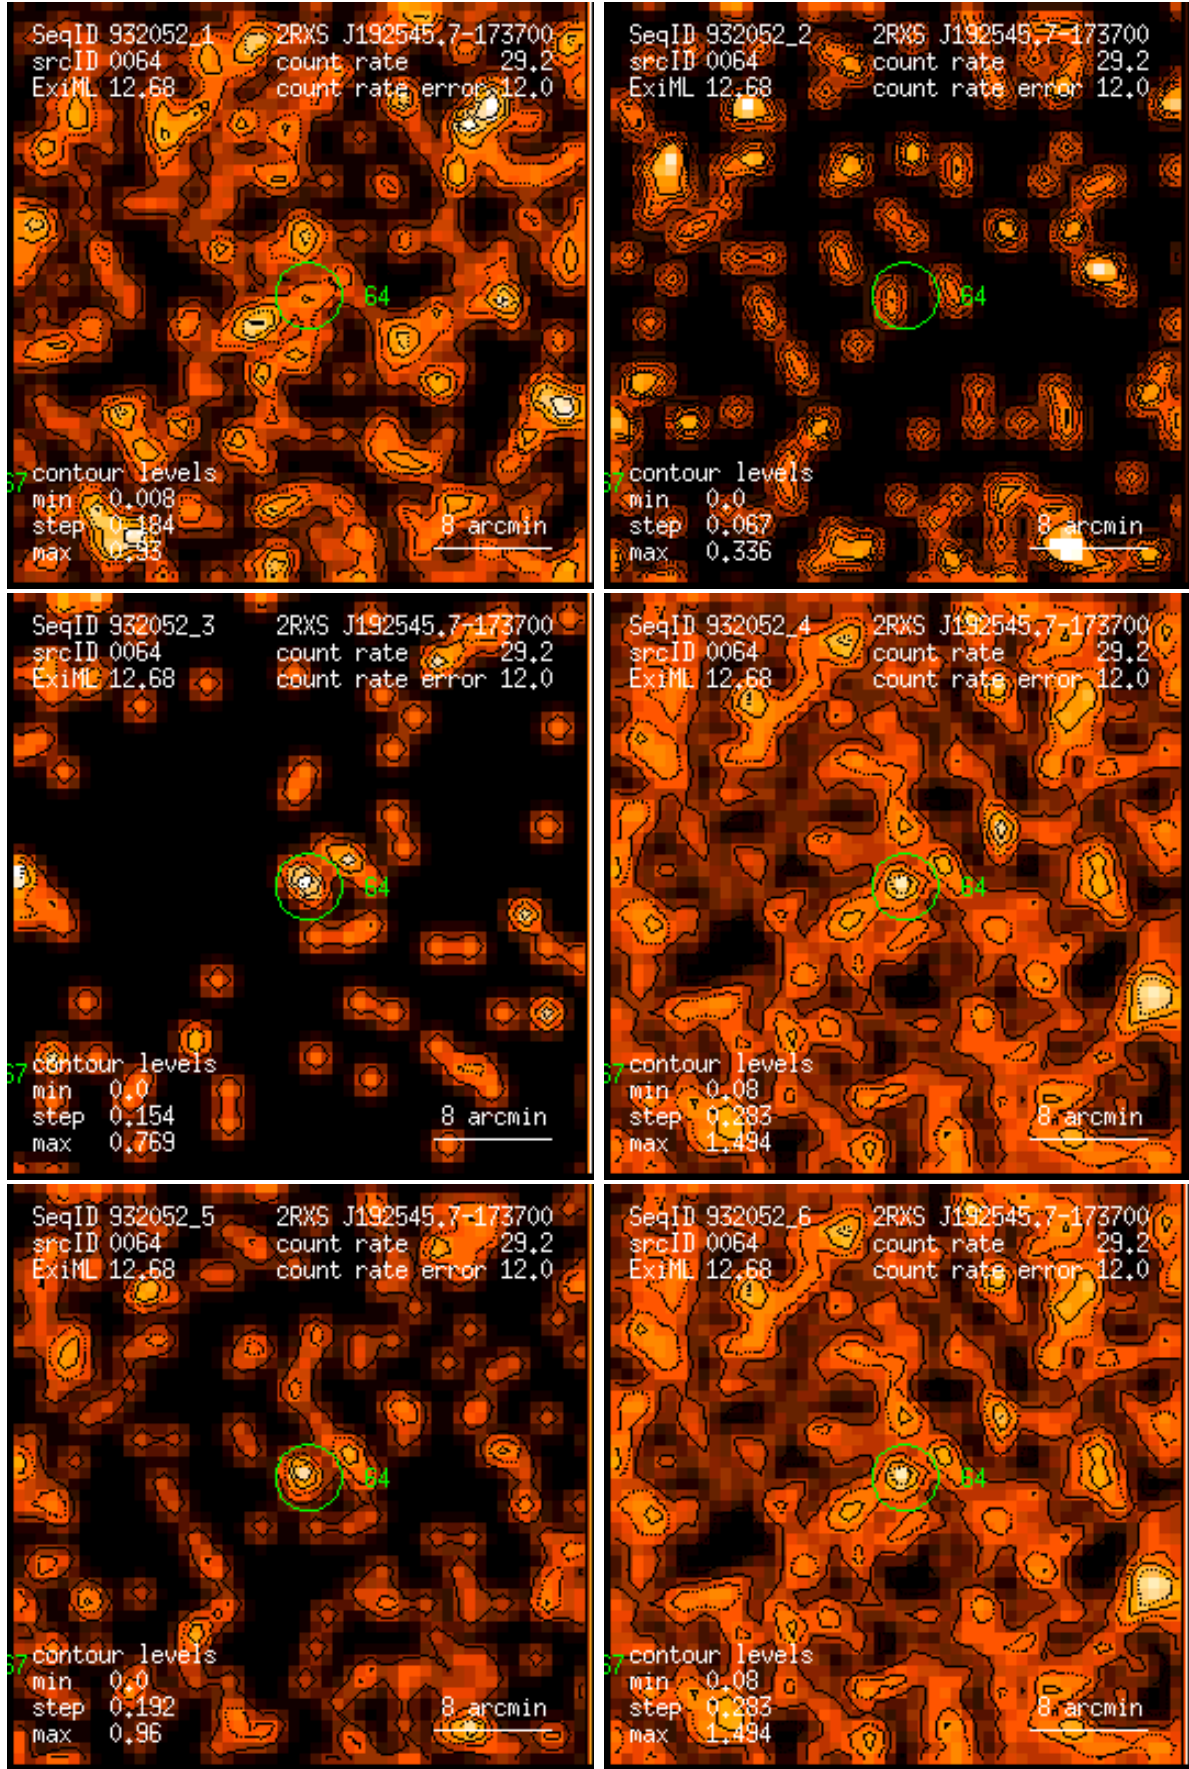 SeqID 932052_1 2RXS J192545.7-173700
srcID 0064 count rate 29.2
ExiML 12.68 count rate error 12.0
64
67 contour levels
min 0.008
step 0.184 8 arcmin
max 0.93
SeqID 932052_2 2RXS J192545.7-173700
srcID 0064 count rate 29.2
ExiML 12.68 count rate error 12.0
64
67 contour levels
min 0.0
step 0.067 8 arcmin
max 0.336
SeqID 932052_3 2RXS J192545.7-173700
srcID 0064 count rate 29.2
ExiML 12.68 count rate error 12.0
64
67 contour levels
min 0.0
step 0.154 8 arcmin
max 0.769
SeqID 932052_4 2RXS J192545.7-173700
srcID 0064 count rate 29.2
ExiML 12.68 count rate error 12.0
64
67 contour levels
min 0.08
step 0.283 8 arcmin
max 1.494
SeqID 932052_5 2RXS J192545.7-173700
srcID 0064 count rate 29.2
ExiML 12.68 count rate error 12.0
64
67 contour levels
min 0.0
step 0.192 8 arcmin
max 0.96
SeqID 932052_6 2RXS J192545.7-173700
srcID 0064 count rate 29.2
ExiML 12.68 count rate error 12.0
64
67 contour levels
min 0.08
step 0.283 8 arcmin
max 1.494